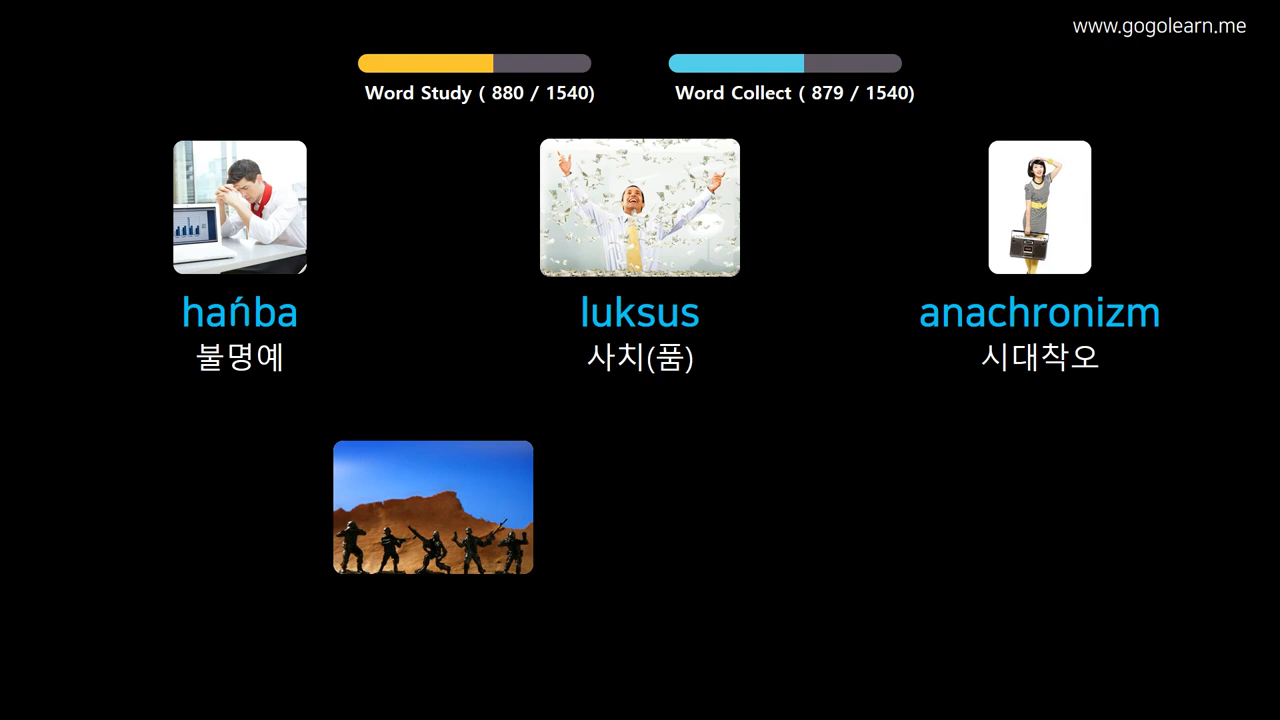 www.gogolearn.me
Word Study ( 880 / 1540)
Word Collect ( 879 / 1540)
hańba
luksus
anachronizm
불명예
사치(품)
시대착오